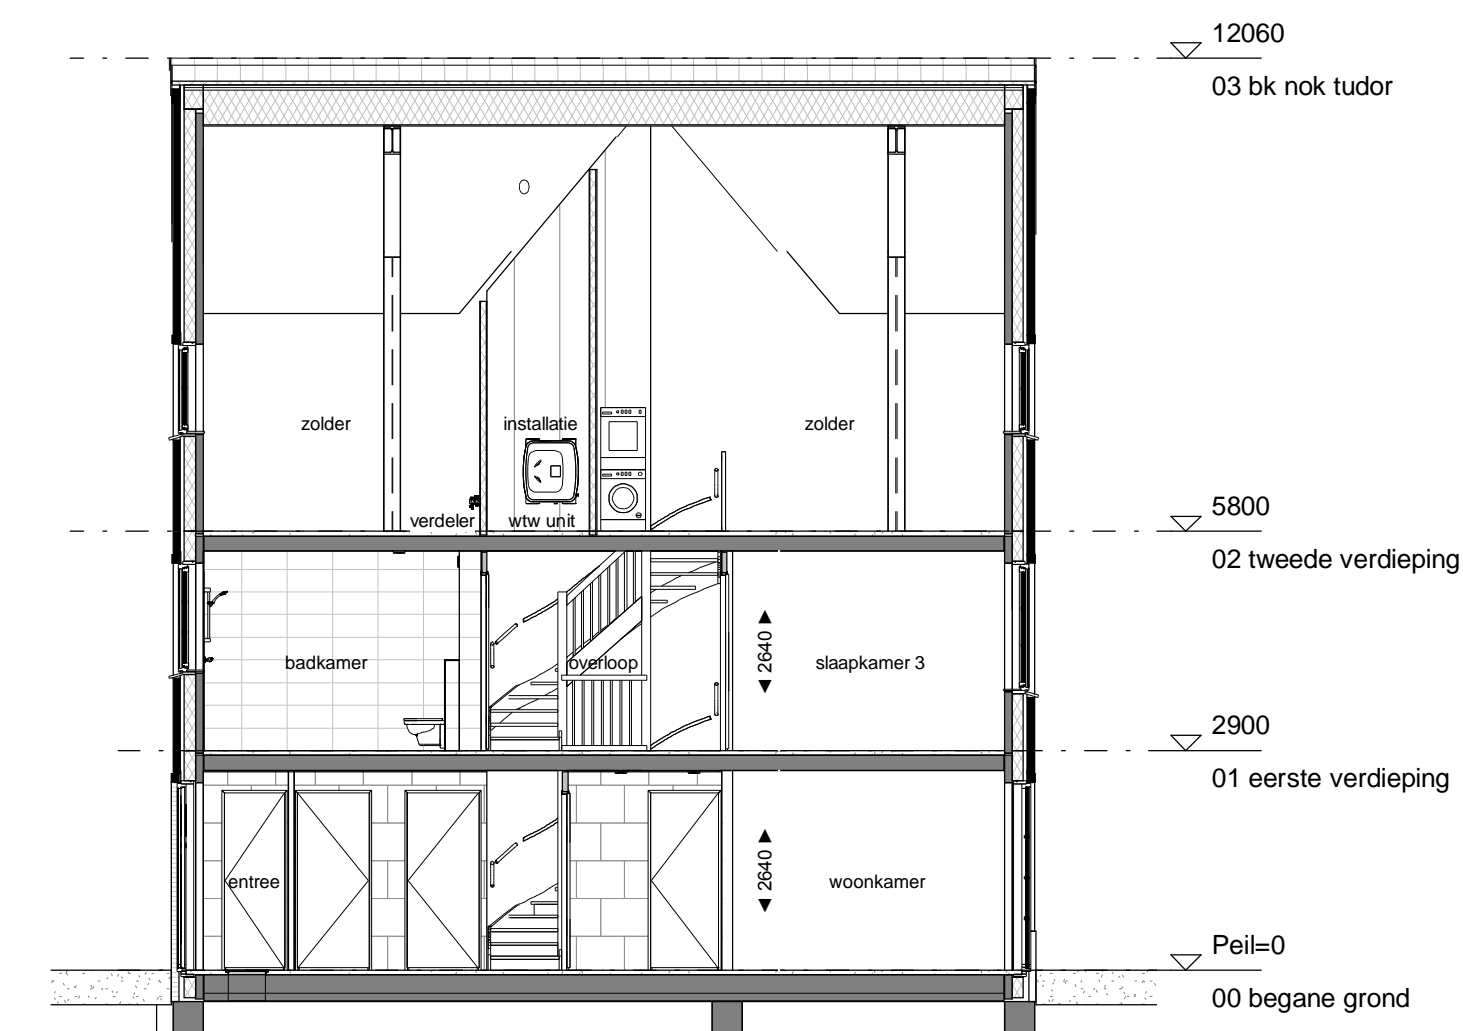 12060
03 bk nok tudor
zolder
installatie
zolder
verdeler
wtw unit
5800
02 tweede verdieping
badkamer
overloop
2640
slaapkamer 3
2900
01 eerste verdieping
entree
2640
woonkamer
Peil=0
00 begane grond